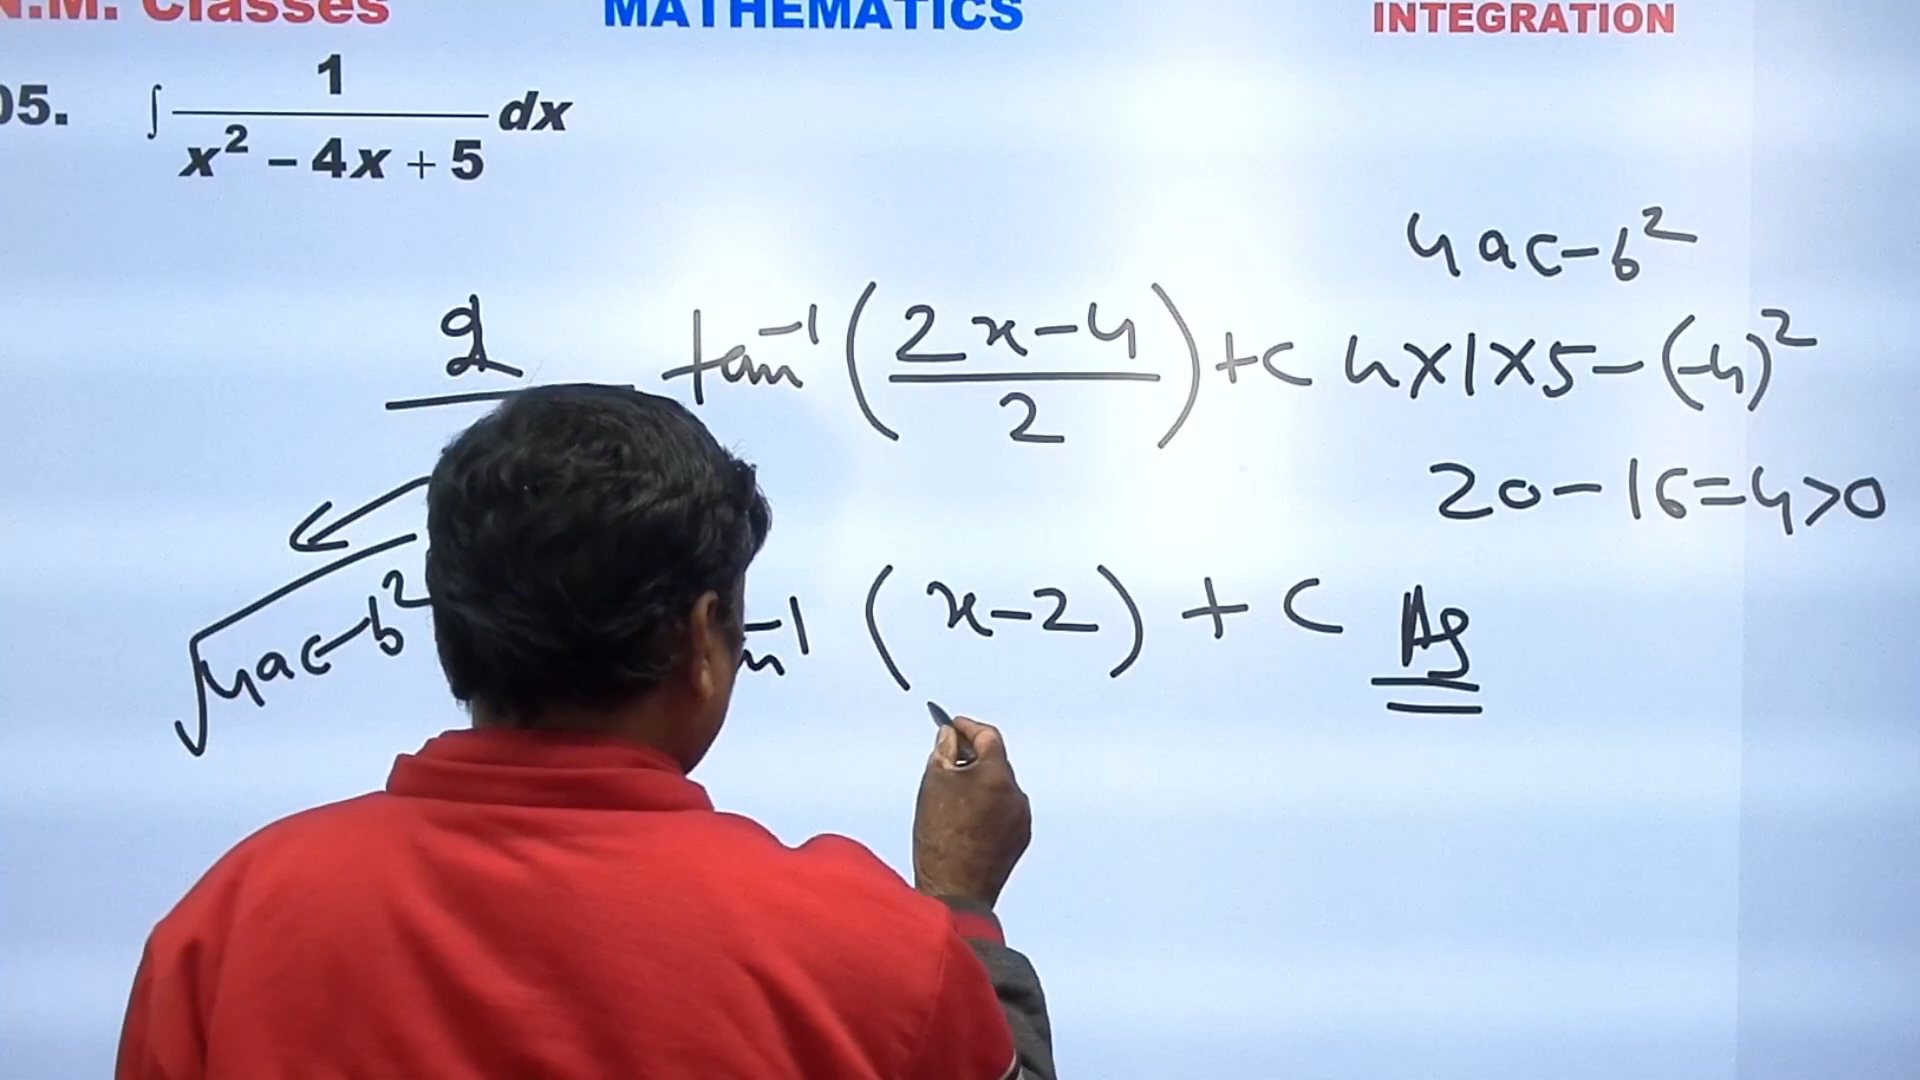 N.M. Classes MATHEMATICS INTEGRATION
05. ∫ 1 / (x² – 4x + 5) dx
4ac-b²
2 tan⁻¹ ( (2x-4) / 2 ) + C
4×1×5-(-4)²
20-16=4>0
√(4ac-b²)
n⁻¹ (x-2) + C